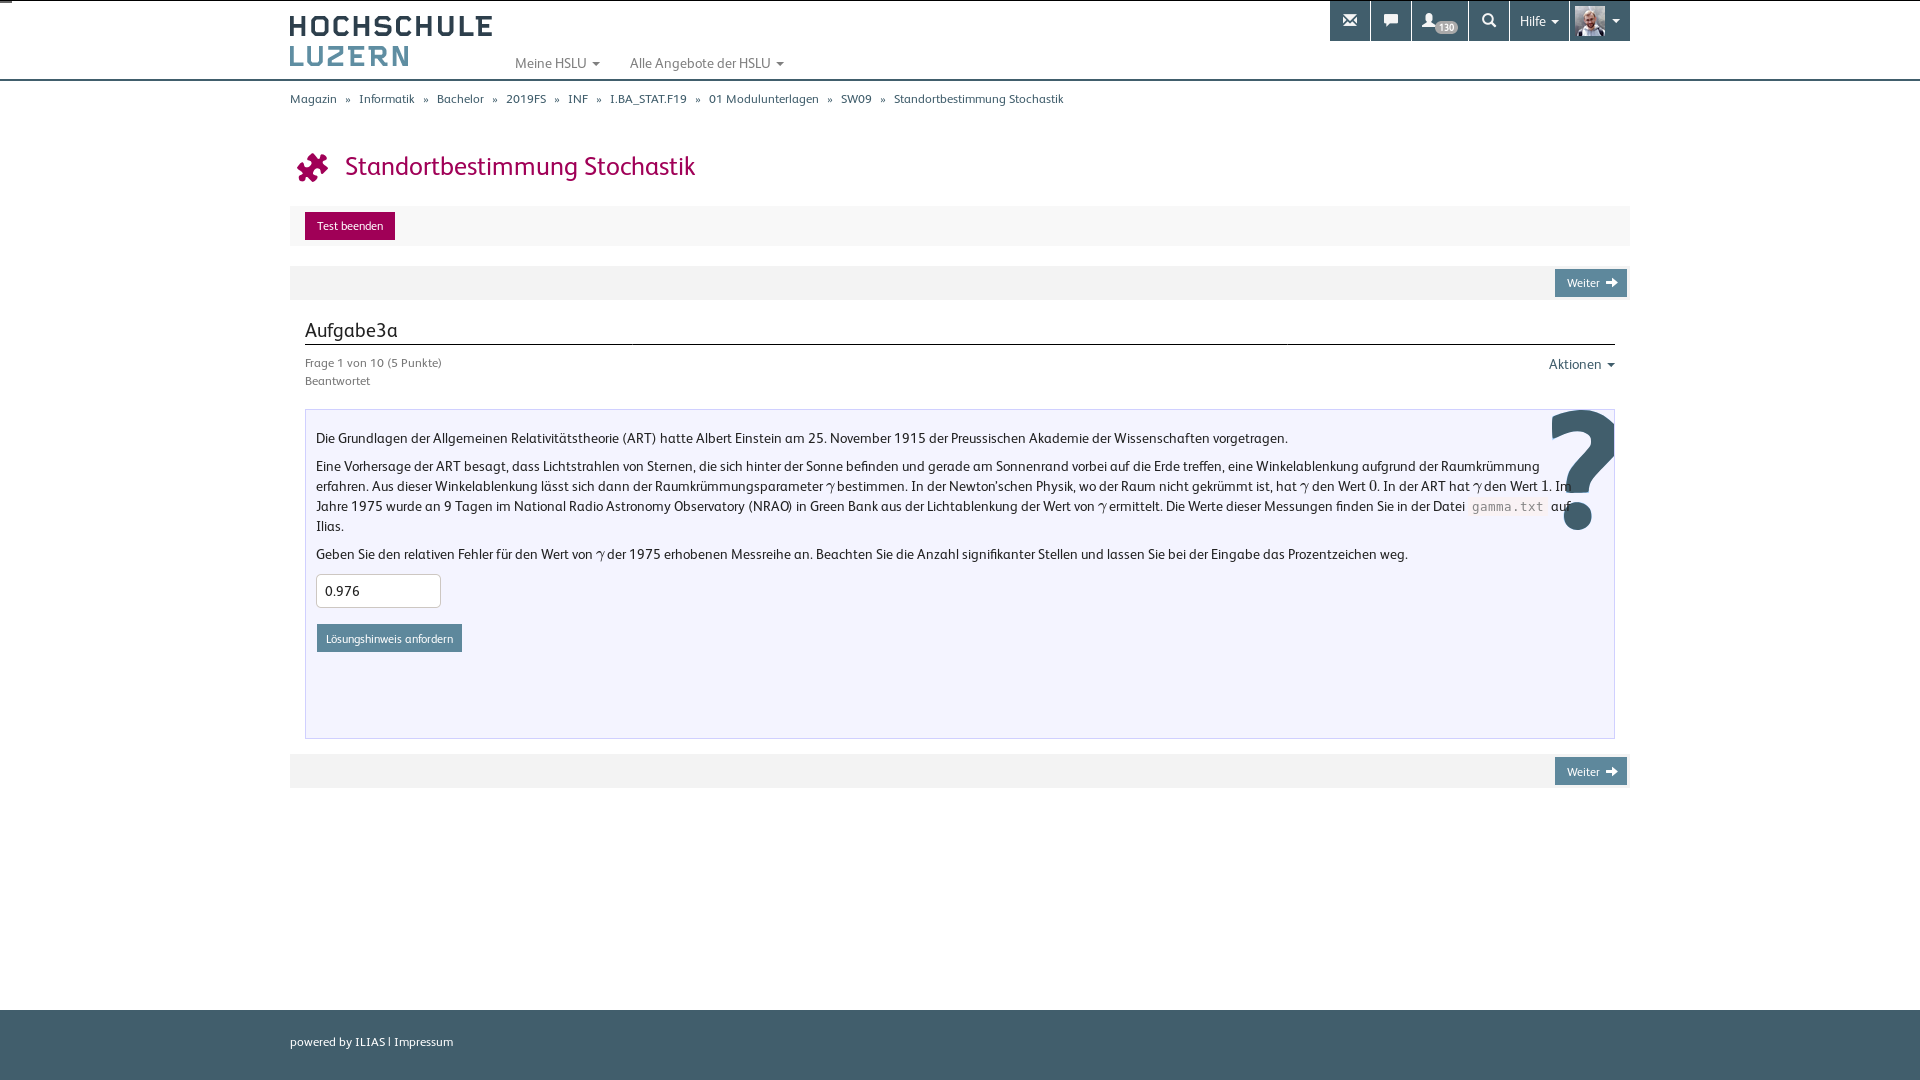 HOCHSCHULE
LUZERN
Meine HSLU
Alle Angebote der HSLU
130
Hilfe
Magazin » Informatik » Bachelor » 2019FS » INF » I.BA_STAT.F19 » 01 Modulunterlagen » SW09 » Standortbestimmung Stochastik
Standortbestimmung Stochastik
Test beenden
Weiter
Aufgabe3a
Frage 1 von 10 (5 Punkte)
Aktionen
Beantwortet
?
Die Grundlagen der Allgemeinen Relativitätstheorie (ART) hatte Albert Einstein am 25. November 1915 der Preussischen Akademie der Wissenschaften vorgetragen.
Eine Vorhersage der ART besagt, dass Lichtstrahlen von Sternen, die sich hinter der Sonne befinden und gerade am Sonnenrand vorbei auf die Erde treffen, eine Winkelablenkung aufgrund der Raumkrümmung
erfahren. Aus dieser Winkelablenkung lässt sich dann der Raumkrümmungsparameter γ bestimmen. In der Newton'schen Physik, wo der Raum nicht gekrümmt ist, hat γ den Wert 0. In der ART hat γ den Wert 1. Im
Jahre 1975 wurde an 9 Tagen im National Radio Astronomy Observatory (NRAO) in Green Bank aus der Lichtablenkung der Wert von γ ermittelt. Die Werte dieser Messungen finden Sie in der Datei gamma.txt auf
Ilias.
Geben Sie den relativen Fehler für den Wert von γ der 1975 erhobenen Messreihe an. Beachten Sie die Anzahl signifikanter Stellen und lassen Sie bei der Eingabe das Prozentzeichen weg.
0.976
Lösungshinweis anfordern
Weiter
powered by ILIAS | Impressum